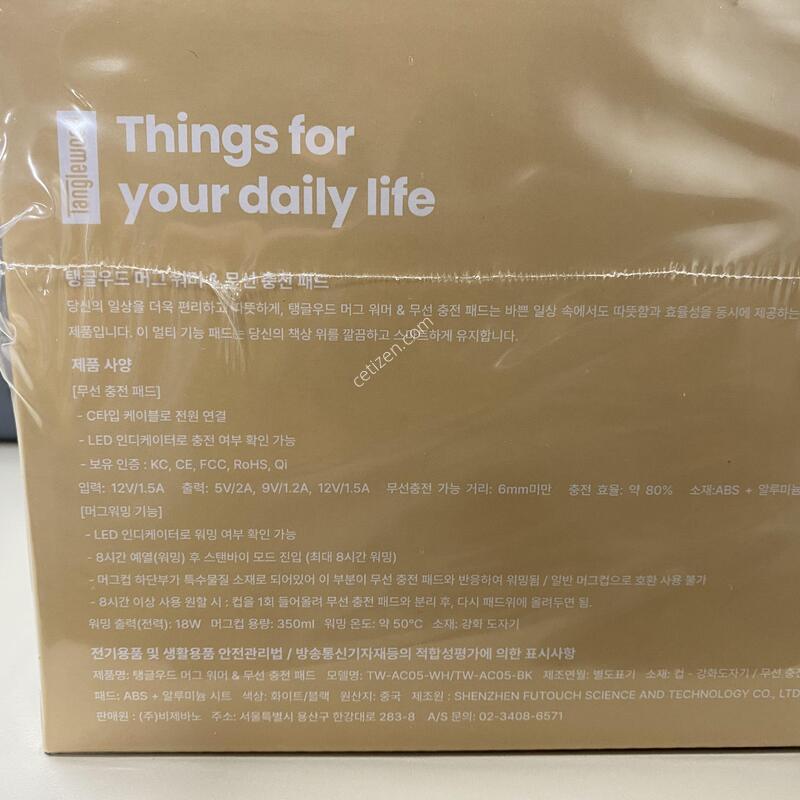 Things for
your daily life
탱글우드 머그 워머 & 무선 충전 패드
당신의 일상을 더욱 편리하고 따뜻하게, 탱글우드 머그 워머 & 무선 충전 패드는 바쁜 일상 속에서도 따뜻함과 효율성을 동시에 제공하는
제품입니다. 이 멀티 기능 패드는 당신의 책상 위를 깔끔하고 스마트하게 유지합니다.
cetizen.com
제품 사양
[무선 충전 패드]
- C타입 케이블로 전원 연결
- LED 인디케이터로 충전 여부 확인 가능
- 보유 인증 : KC, CE, FCC, RoHS, Qi
입력: 12V/1.5A 출력: 5V/2A, 9V/1.2A, 12V/1.5A 무선충전 가능 거리: 6mm미만 충전 효율: 약 80% 소재:ABS + 알루미늄
[머그워밍 기능]
- LED 인디케이터로 워밍 여부 확인 가능
- 8시간 예열(워밍) 후 스탠바이 모드 진입 (최대 8시간 워밍)
- 머그컵 하단부가 특수물질 소재로 되어있어 이 부분이 무선 충전 패드와 반응하여 워밍됨 / 일반 머그컵으로 호환 사용 불가
- 8시간 이상 사용 원할 시 : 컵을 1회 들어올려 무선 충전 패드와 분리 후, 다시 패드위에 올려두면 됨.
워밍 출력(전력): 18W 머그컵 용량: 350ml 워밍 온도: 약 50°C 소재: 강화 도자기
전기용품 및 생활용품 안전관리법 / 방송통신기자재등의 적합성평가에 의한 표시사항
제품명: 탱글우드 머그 워머 & 무선 충전 패드 모델명: TW-AC05-WH/TW-AC05-BK 제조연월: 별도표기 소재: 컵 - 강화도자기 / 무선 충전
패드: ABS + 알루미늄 시트 색상: 화이트/블랙 원산지: 중국 제조원 : SHENZHEN FUTOUCH SCIENCE AND TECHNOLOGY CO., LTD
판매원 : (주)비제바노 주소: 서울특별시 용산구 한강대로 283-8 A/S 문의: 02-3408-6571